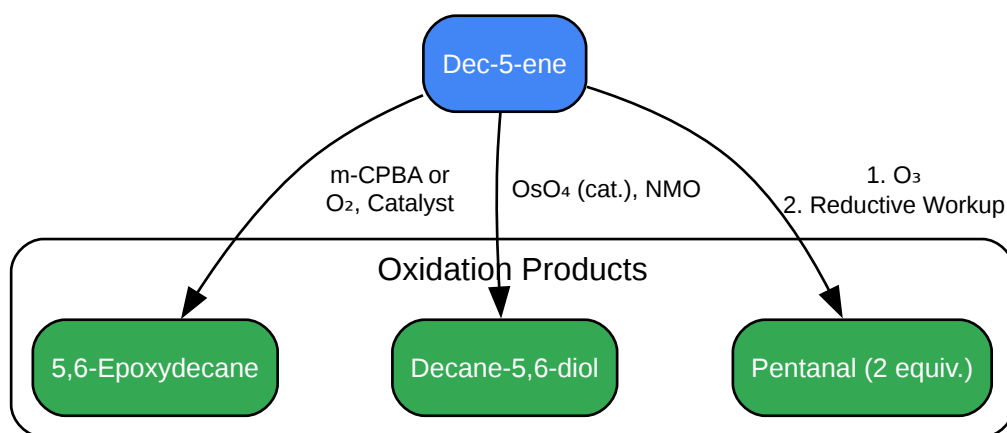 Dec-5-ene
m-CPBA or
O₂, Catalyst
OsO₄ (cat.), NMO
1. O₃
2. Reductive Workup
Oxidation Products
5,6-Epoxydecane
Decane-5,6-diol
Pentanal (2 equiv.)